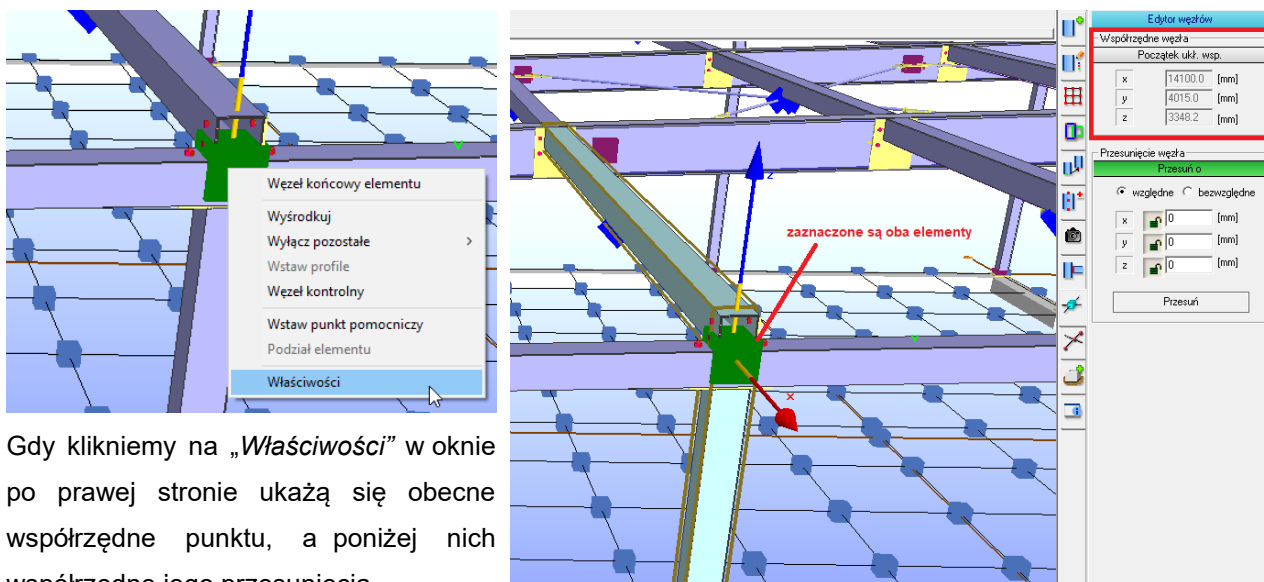 Węzeł końcowy elementu
Wyśrodkuj
Wyłącz pozostałe
Wstaw profile
Węzeł kontrolny
Wstaw punkt pomocniczy
Podział elementu
Właściwości
Gdy klikniemy na „Właściwości” w oknie
po prawej stronie ukażą się obecne
współrzędne punktu, a poniżej nich
współrzędne jego przesunięcia
z
zaznaczone są oba elementy
x
Edytor węzłów
Współrzędne węzła
Początek ukł. wsp.
x 14100.0 [mm]
y 4015.0 [mm]
z 3348.2 [mm]
Przesunięcie węzła
Przesuń o
względne bezwzględne
x 0 [mm]
y 0 [mm]
z 0 [mm]
Przesuń